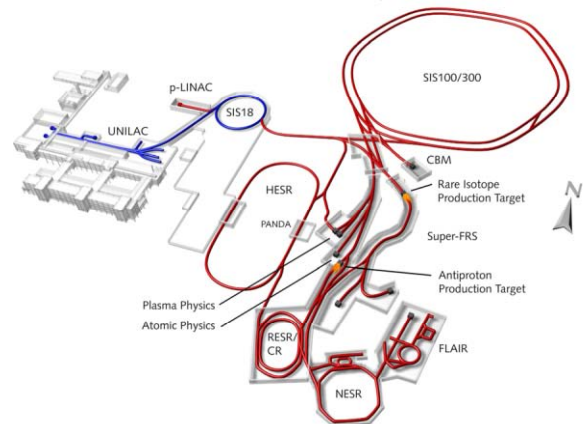 p-LINAC
SIS18
SIS100/300
UNILAC
CBM
Rare Isotope
Production Target
HESR
PANDA
Super-FRS
N
Plasma Physics
Atomic Physics
Antiproton
Production Target
RESR/
CR
NESR
FLAIR